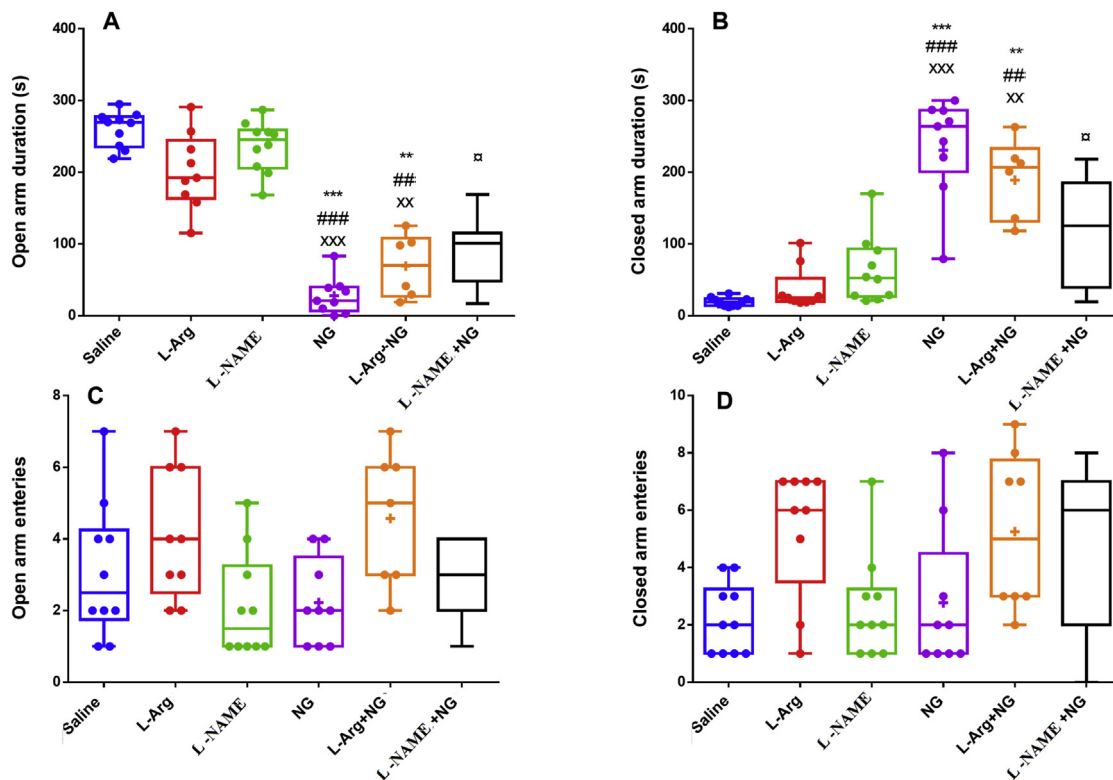 A
Open arm duration (s)
400
300
200
100
0
***
###
XXX
**
##
XX
¤
Saline
L-Arg
L-NAME
NG
L-Arg+NG
L-NAME +NG
B
Closed arm duration (s)
400
300
200
100
0
***
###
XXX
**
##
XX
¤
Saline
L-Arg
L-NAME
NG
L-Arg+NG
L-NAME +NG
C
Open arm enteries
8
6
4
2
0
Saline
L-Arg
L-NAME
NG
L-Arg+NG
L-NAME +NG
D
Closed arm enteries
10
8
6
4
2
0
Saline
L-Arg
L-NAME
NG
L-Arg+NG
L-NAME +NG